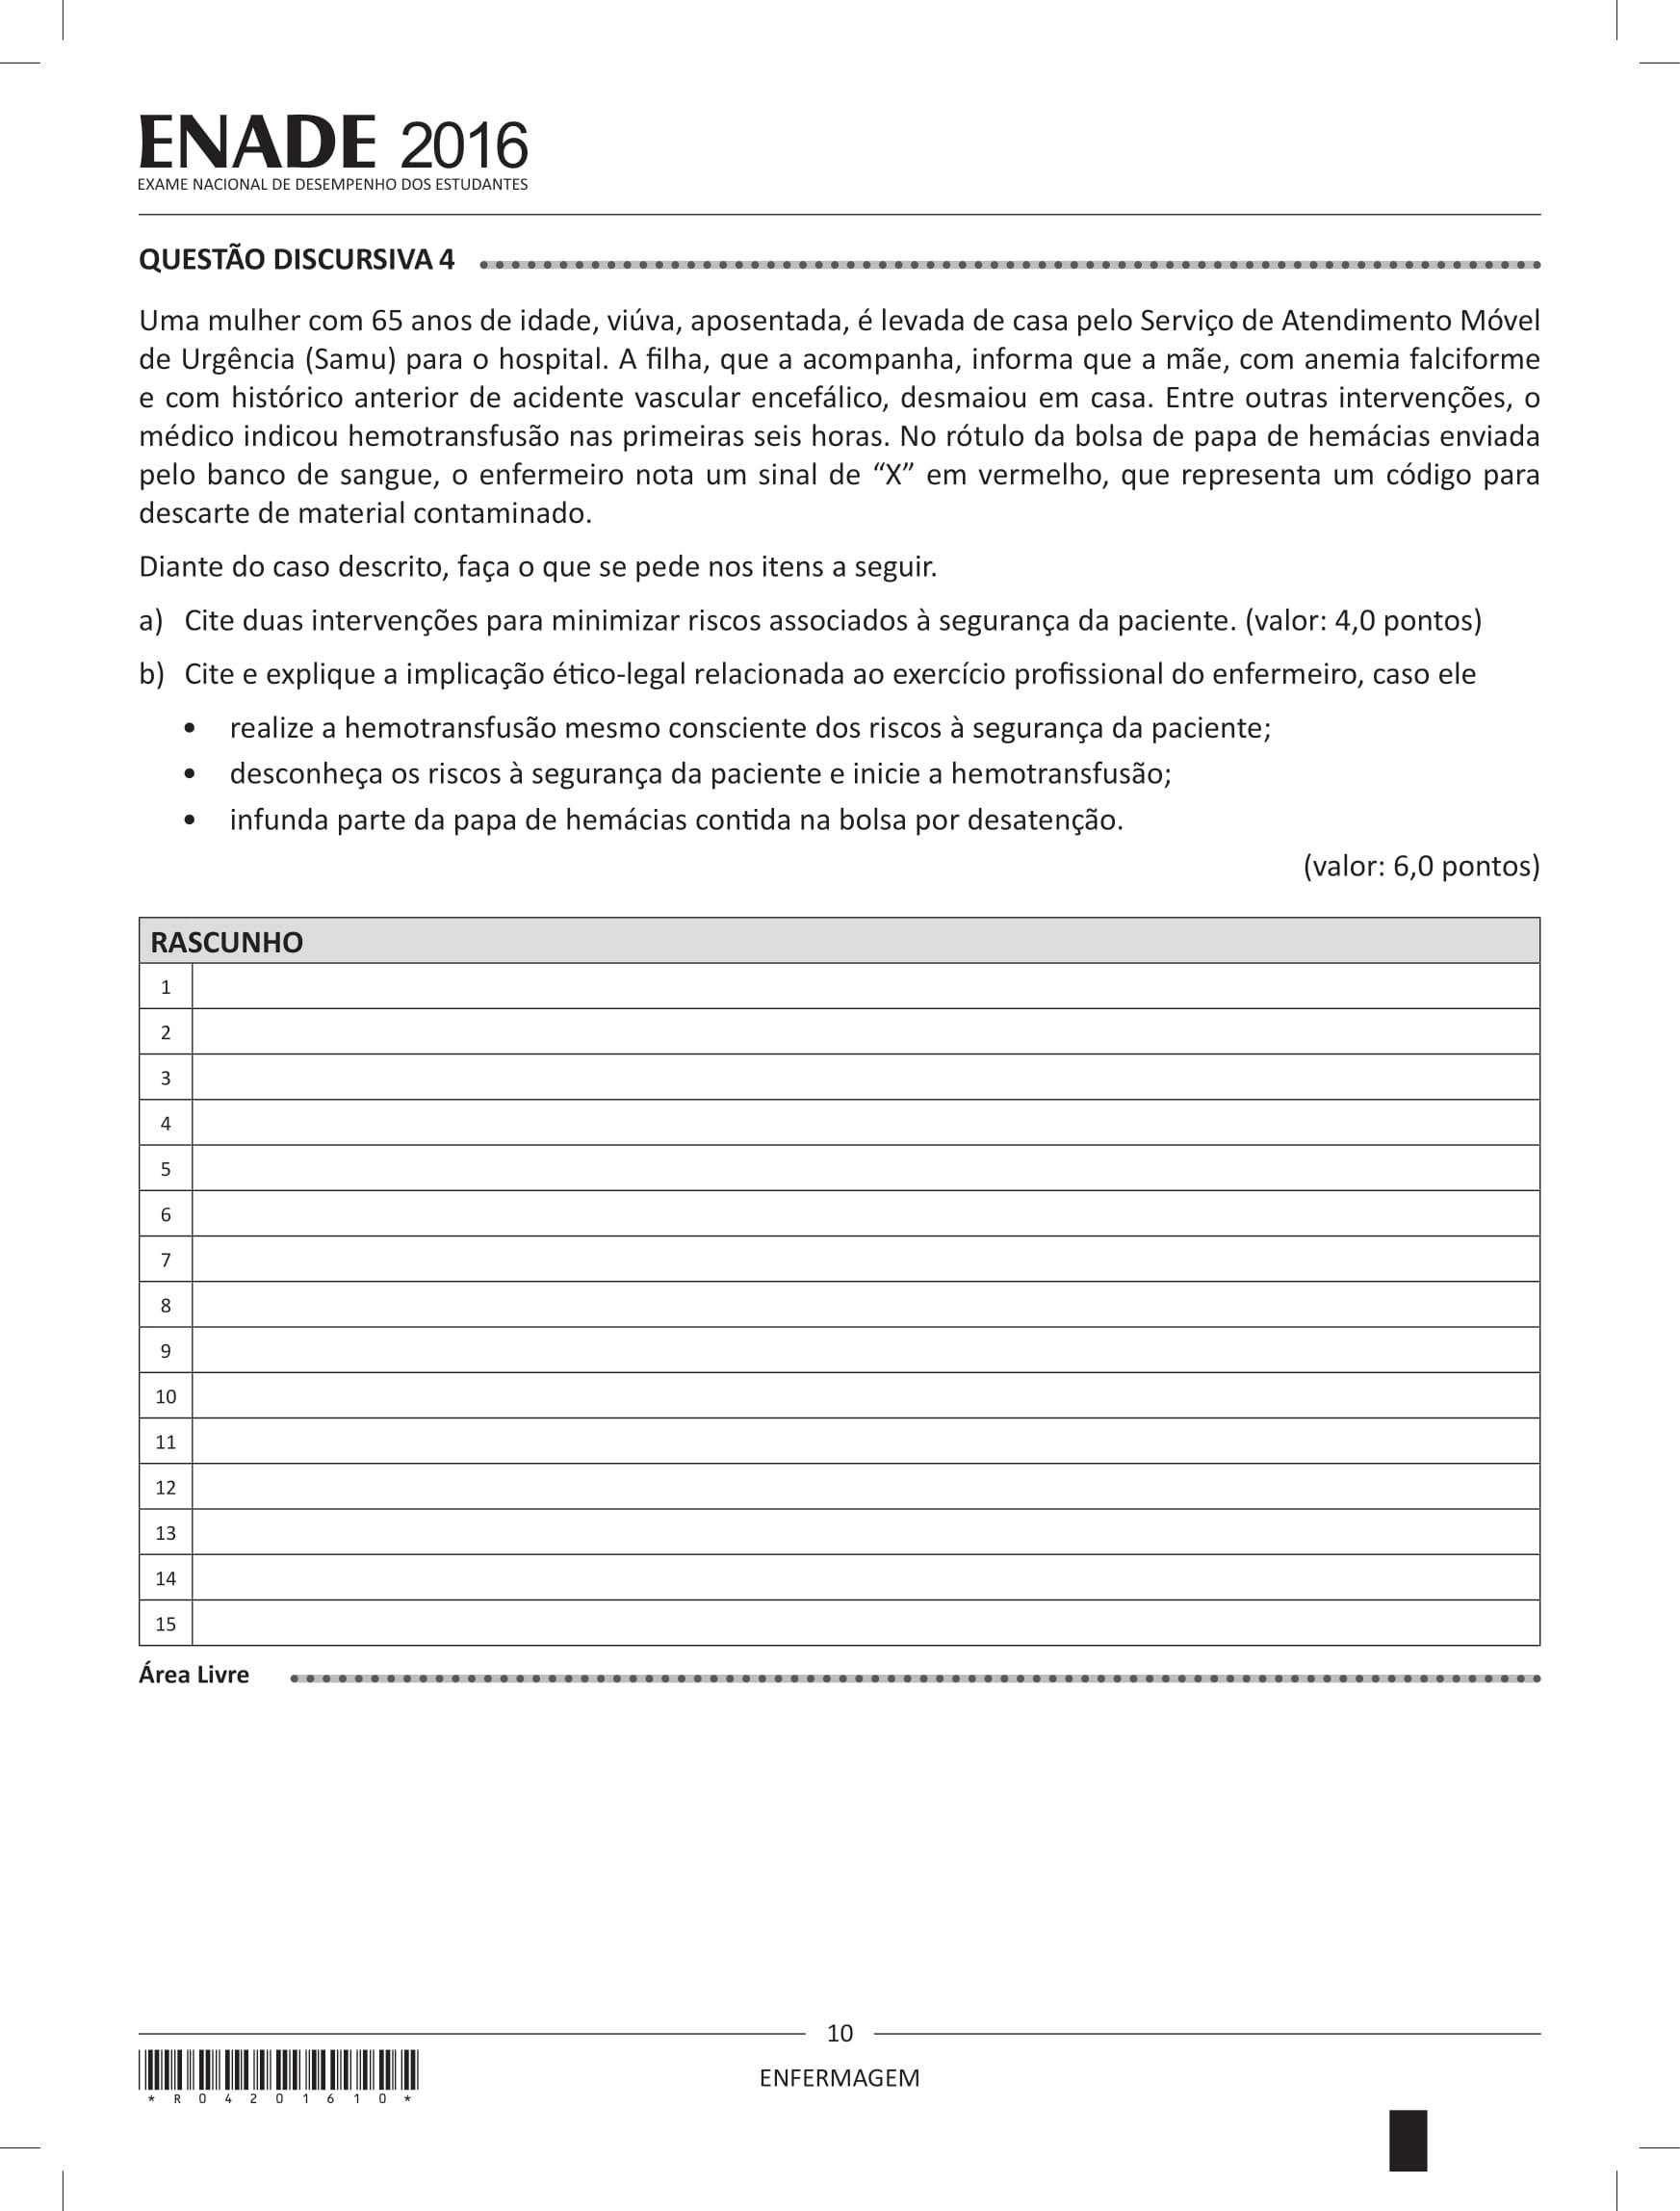 ENADE 2016
EXAME NACIONAL DE DESEMPENHO DOS ESTUDANTES
QUESTÃO DISCURSIVA 4
Uma mulher com 65 anos de idade, viúva, aposentada, é levada de casa pelo Serviço de Atendimento Móvel
de Urgência (Samu) para o hospital. A filha, que a acompanha, informa que a mãe, com anemia falciforme
e com histórico anterior de acidente vascular encefálico, desmaiou em casa. Entre outras intervenções, o
médico indicou hemotransfusão nas primeiras seis horas. No rótulo da bolsa de papa de hemácias enviada
pelo banco de sangue, o enfermeiro nota um sinal de “X” em vermelho, que representa um código para
descarte de material contaminado.
Diante do caso descrito, faça o que se pede nos itens a seguir.
a) Cite duas intervenções para minimizar riscos associados à segurança da paciente. (valor: 4,0 pontos)
b) Cite e explique a implicação ético-legal relacionada ao exercício profissional do enfermeiro, caso ele
• realize a hemotransfusão mesmo consciente dos riscos à segurança da paciente;
• desconheça os riscos à segurança da paciente e inicie a hemotransfusão;
• infunda parte da papa de hemácias contida na bolsa por desatenção.
(valor: 6,0 pontos)
RASCUNHO
1
2
3
4
5
6
7
8
9
10
11
12
13
14
15
Área Livre
10
ENFERMAGEM
* R 0 4 2 0 1 6 1 0 *